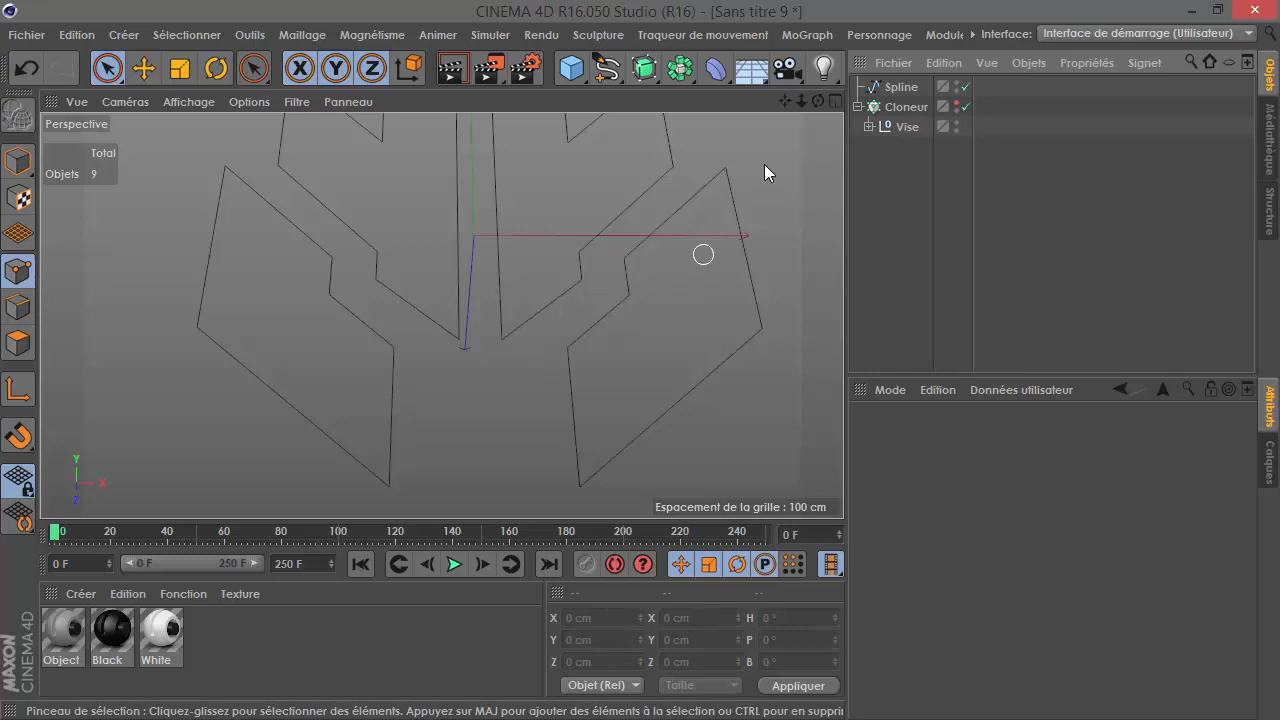 CINEMA 4D R16.050 Studio (R16) - [Sans titre 9 *]
Fichier Edition Créer Sélectionner Outils Maillage Magnétisme Animer Simuler Rendu Sculpture Traqueur de mouvement MoGraph Personnage Module Interface: Interface de démarrage (Utilisateur)
X Y Z
Fichier Edition Vue Objets Propriétés Signet
Objets
Médiathèque
Structure
Vue Caméras Affichage Options Filtre Panneau
Perspective
Total
Objets 9
Spline
Cloneur
Vise
Mode Edition Données utilisateur
Attributs
Calques
Y
X
Z
Espacement de la grille : 100 cm
0 20 40 60 80 100 120 140 160 180 200 220 240 0 F
0 F 0 F 250 F 250 F
P
Créer Edition Fonction Texture
-- -- --
Object Black White
X 0 cm X 0 cm H 0 °
Y 0 cm Y 0 cm P 0 °
Z 0 cm Z 0 cm B 0 °
Objet (Rel) Taille Appliquer
MAXON
CINEMA 4D
Pinceau de sélection : Cliquez-glissez pour sélectionner des éléments. Appuyez sur MAJ pour ajouter des éléments à la sélection ou CTRL pour en suppri